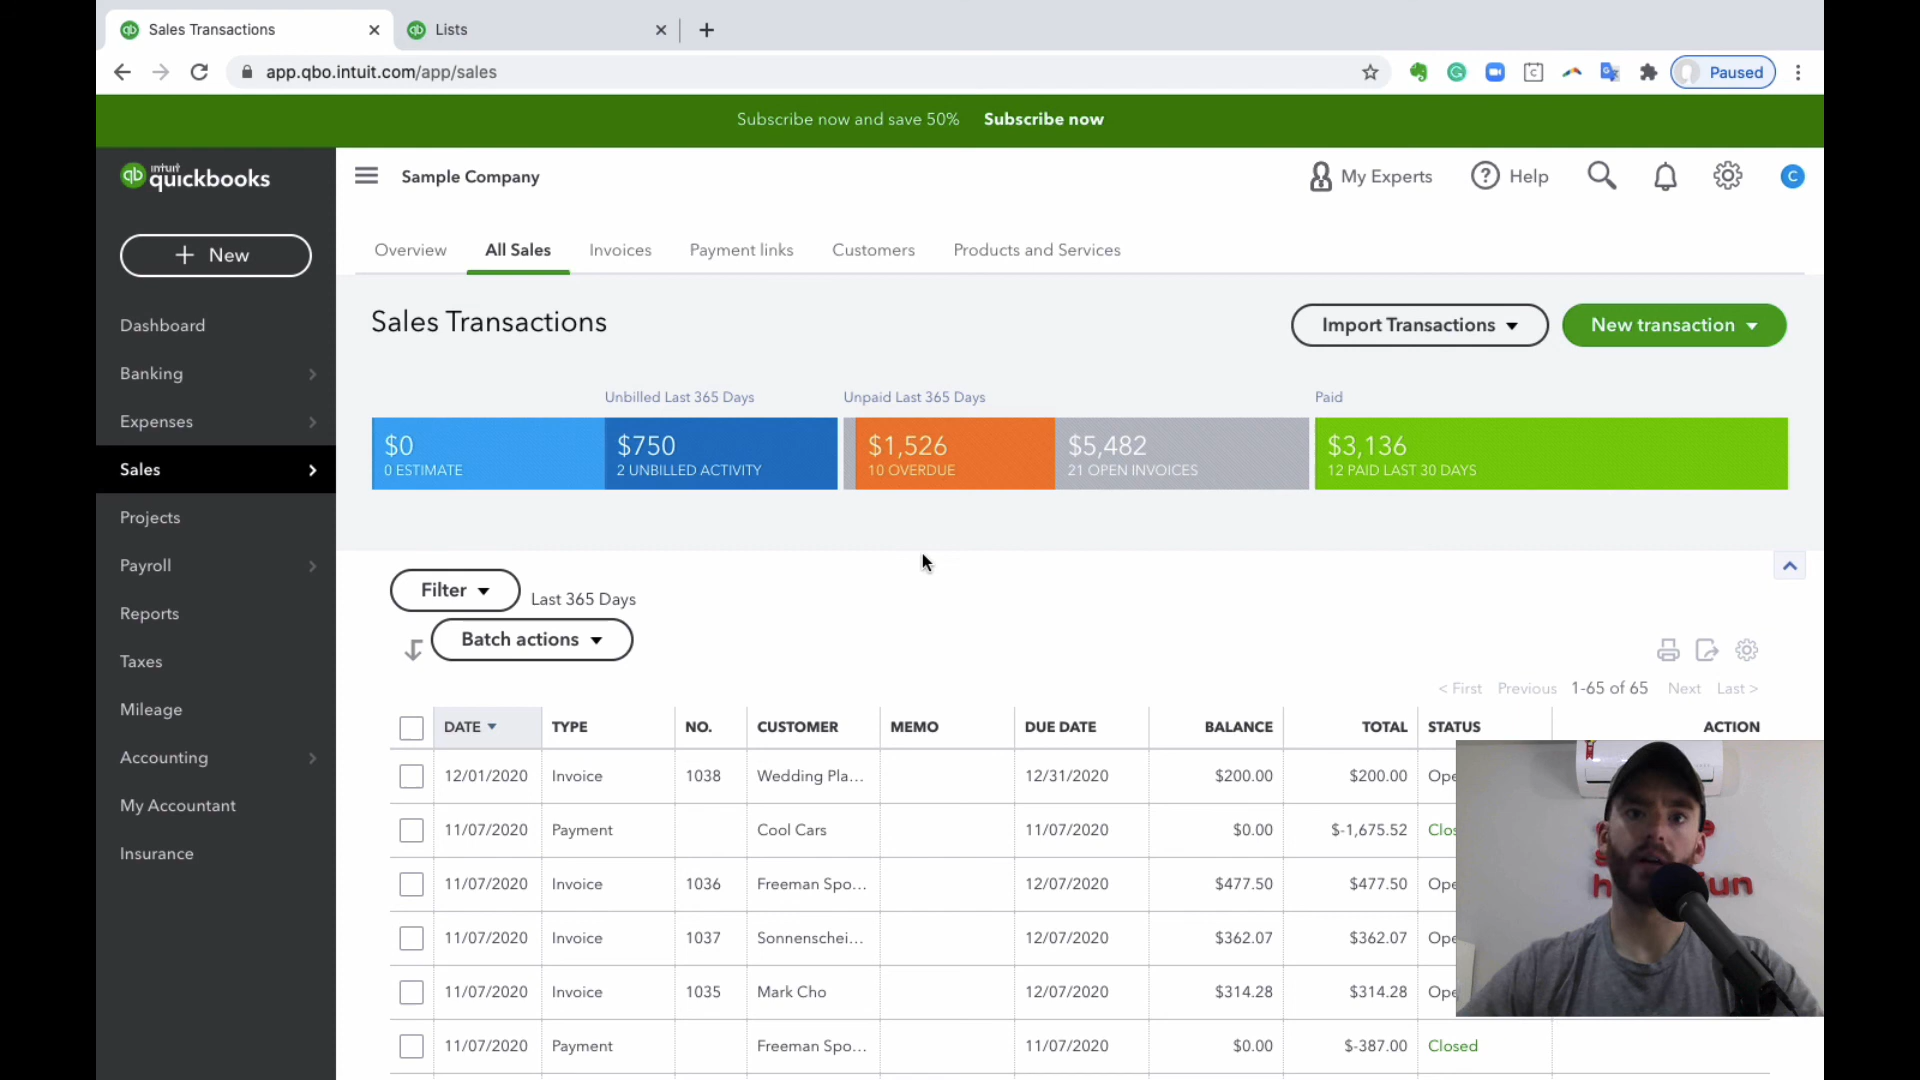 Sales Transactions
Lists
app.qbo.intuit.com/app/sales
Paused
Subscribe now and save 50% Subscribe now
intuit
quickbooks
Sample Company
My Experts
Help
C
New
Overview
All Sales
Invoices
Payment links
Customers
Products and Services
Dashboard
Banking
Expenses
Sales
Projects
Payroll
Reports
Taxes
Mileage
Accounting
My Accountant
Insurance
Sales Transactions
Import Transactions
New transaction
Unbilled Last 365 Days
Unpaid Last 365 Days
Paid
$0
0 ESTIMATE
$750
2 UNBILLED ACTIVITY
$1,526
10 OVERDUE
$5,482
21 OPEN INVOICES
$3,136
12 PAID LAST 30 DAYS
Filter
Last 365 Days
Batch actions
< First Previous 1-65 of 65 Next Last >
DATE TYPE NO. CUSTOMER MEMO DUE DATE BALANCE TOTAL STATUS ACTION
12/01/2020 Invoice 1038 Wedding Pla... 12/31/2020 $200.00 $200.00 Ope
11/07/2020 Payment Cool Cars 11/07/2020 $0.00 $-1,675.52 Clos
11/07/2020 Invoice 1036 Freeman Spo... 12/07/2020 $477.50 $477.50 Ope
11/07/2020 Invoice 1037 Sonnenschei... 12/07/2020 $362.07 $362.07 Ope
11/07/2020 Invoice 1035 Mark Cho 12/07/2020 $314.28 $314.28 Ope
11/07/2020 Payment Freeman Spo... 11/07/2020 $0.00 $-387.00 Closed